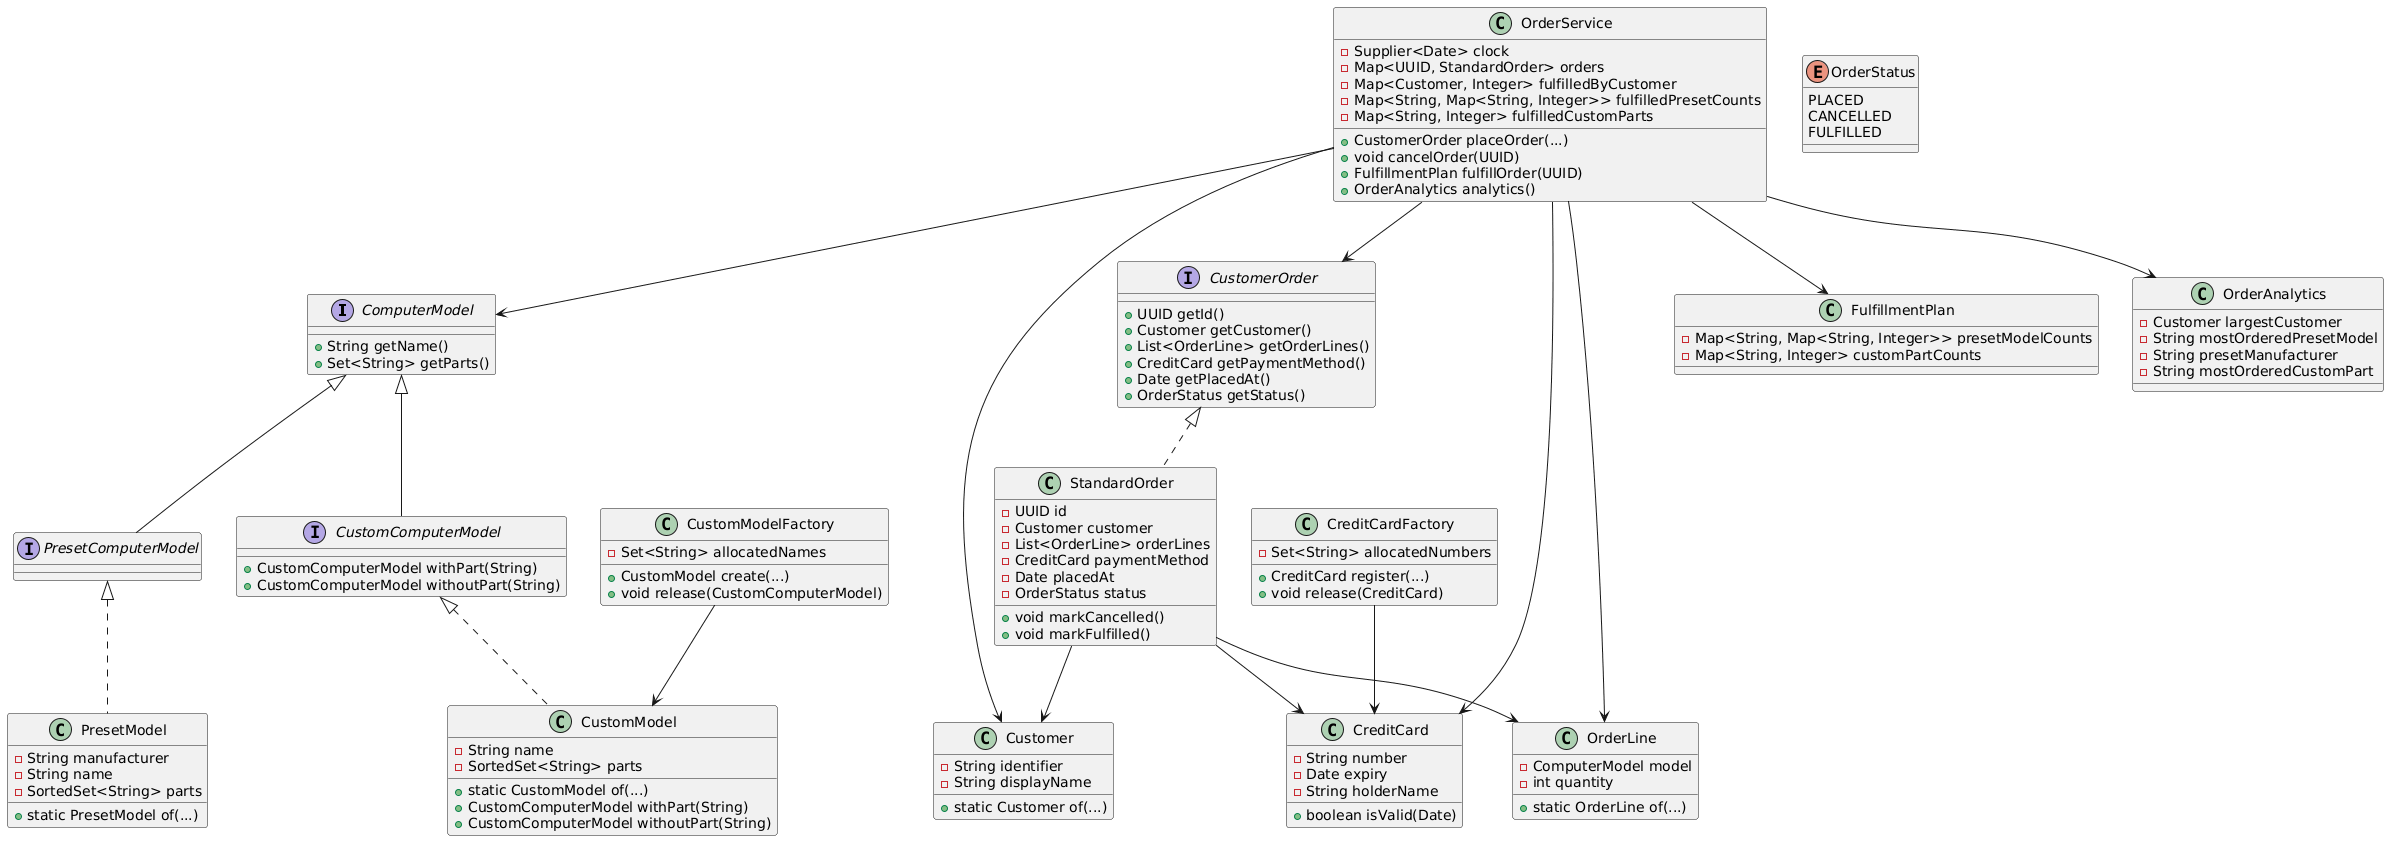 OrderService
Supplier<Date> clock
Map<UUID, StandardOrder> orders
Map<Customer, Integer> fulfilledByCustomer
Map<String, Map<String, Integer>> fulfilledPresetCounts
Map<String, Integer> fulfilledCustomParts
CustomerOrder placeOrder(...)
void cancelOrder(UUID)
FulfillmentPlan fulfillOrder(UUID)
OrderAnalytics analytics()
E OrderStatus
PLACED
CANCELLED
FULFILLED
I ComputerModel
String getName()
Set<String> getParts()
I CustomerOrder
UUID getId()
Customer getCustomer()
List<OrderLine> getOrderLines()
CreditCard getPaymentMethod()
Date getPlacedAt()
OrderStatus getStatus()
C FulfillmentPlan
Map<String, Map<String, Integer>> presetModelCounts
Map<String, Integer> customPartCounts
C OrderAnalytics
Customer largestCustomer
String mostOrderedPresetModel
String presetManufacturer
String mostOrderedCustomPart
I PresetComputerModel
I CustomComputerModel
CustomComputerModel withPart(String)
CustomComputerModel withoutPart(String)
C CustomModelFactory
Set<String> allocatedNames
CustomModel create(...)
void release(CustomComputerModel)
C StandardOrder
UUID id
Customer customer
List<OrderLine> orderLines
CreditCard paymentMethod
Date placedAt
OrderStatus status
void markCancelled()
void markFulfilled()
C CreditCardFactory
Set<String> allocatedNumbers
CreditCard register(...)
void release(CreditCard)
C PresetModel
String manufacturer
String name
SortedSet<String> parts
static PresetModel of(...)
C CustomModel
String name
SortedSet<String> parts
static CustomModel of(...)
CustomComputerModel withPart(String)
CustomComputerModel withoutPart(String)
C Customer
String identifier
String displayName
static Customer of(...)
C CreditCard
String number
Date expiry
String holderName
boolean isValid(Date)
C OrderLine
ComputerModel model
int quantity
static OrderLine of(...)